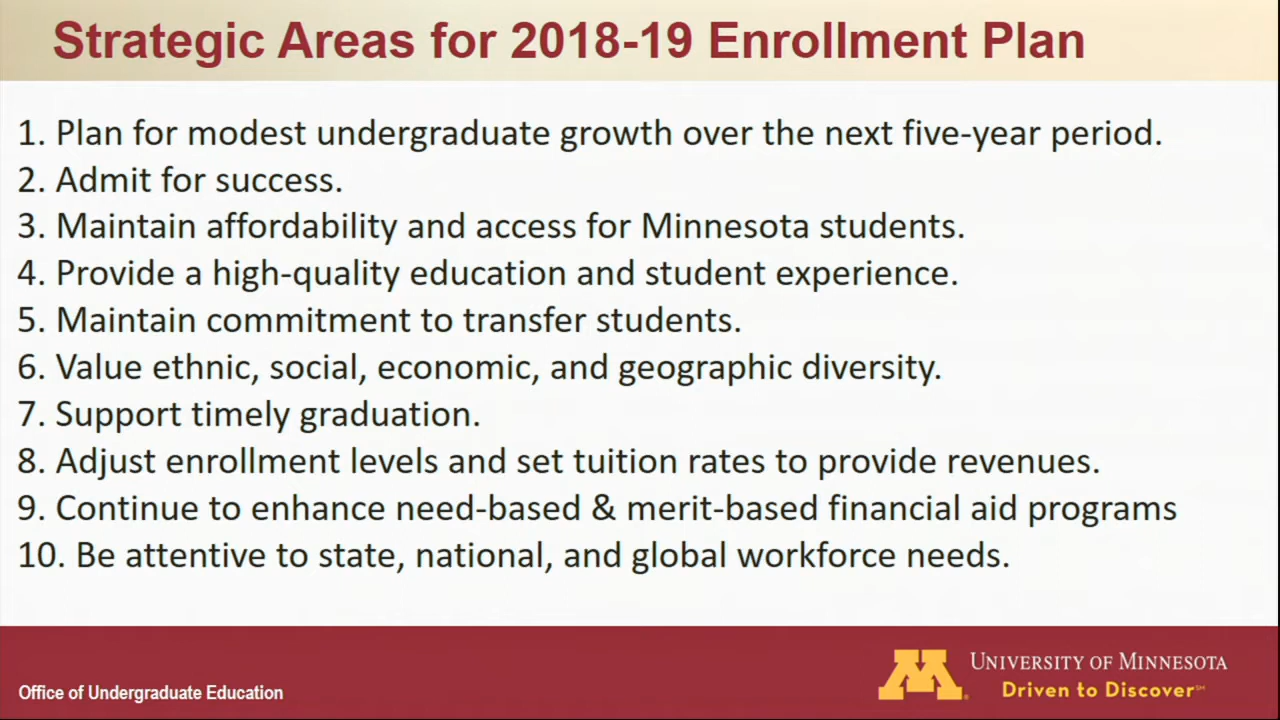 Strategic Areas for 2018-19 Enrollment Plan
1. Plan for modest undergraduate growth over the next five-year period.
2. Admit for success.
3. Maintain affordability and access for Minnesota students.
4. Provide a high-quality education and student experience.
5. Maintain commitment to transfer students.
6. Value ethnic, social, economic, and geographic diversity.
7. Support timely graduation.
8. Adjust enrollment levels and set tuition rates to provide revenues.
9. Continue to enhance need-based & merit-based financial aid programs
10. Be attentive to state, national, and global workforce needs.
Office of Undergraduate Education
M®
UNIVERSITY OF MINNESOTA
Driven to Discover℠